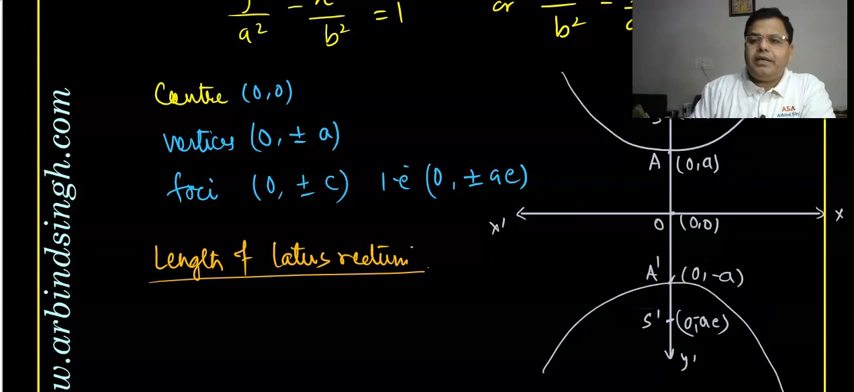 a² b² = 1 or b²
Centre (0,0)
vertices (0, ± a)
foci (0, ± c) i.e (0, ± ae)
Length of Latus rectum
A (0,a)
X' O (0,0) X
A' (0,-a)
S' (0,-ae)
y'
w.arbindsingh.com
ASA